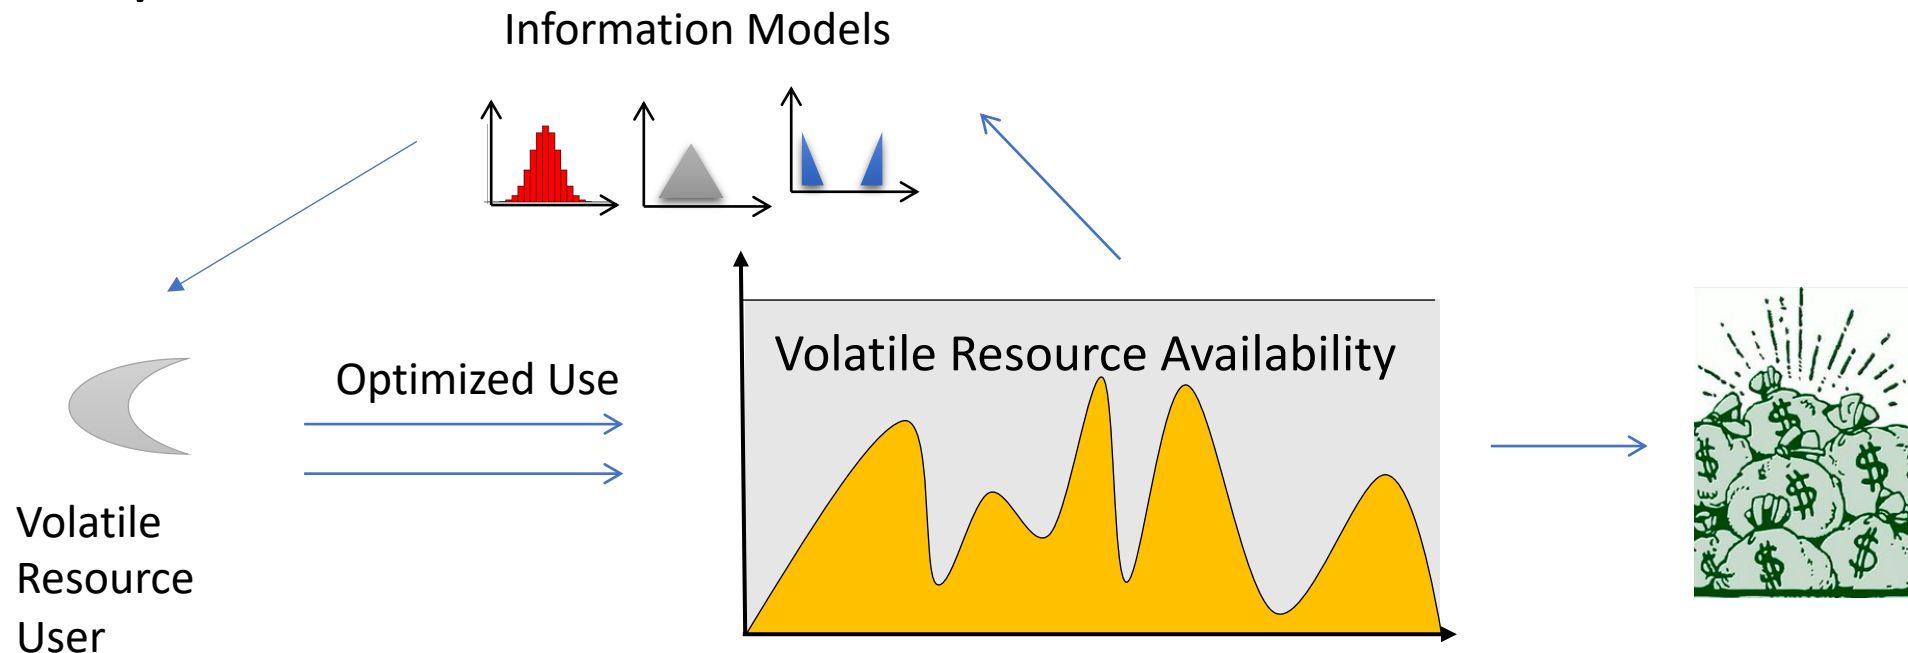 Information Models
Volatile Resource Availability
Optimized Use
Volatile
Resource
User
$
$
$
$
$
$
$